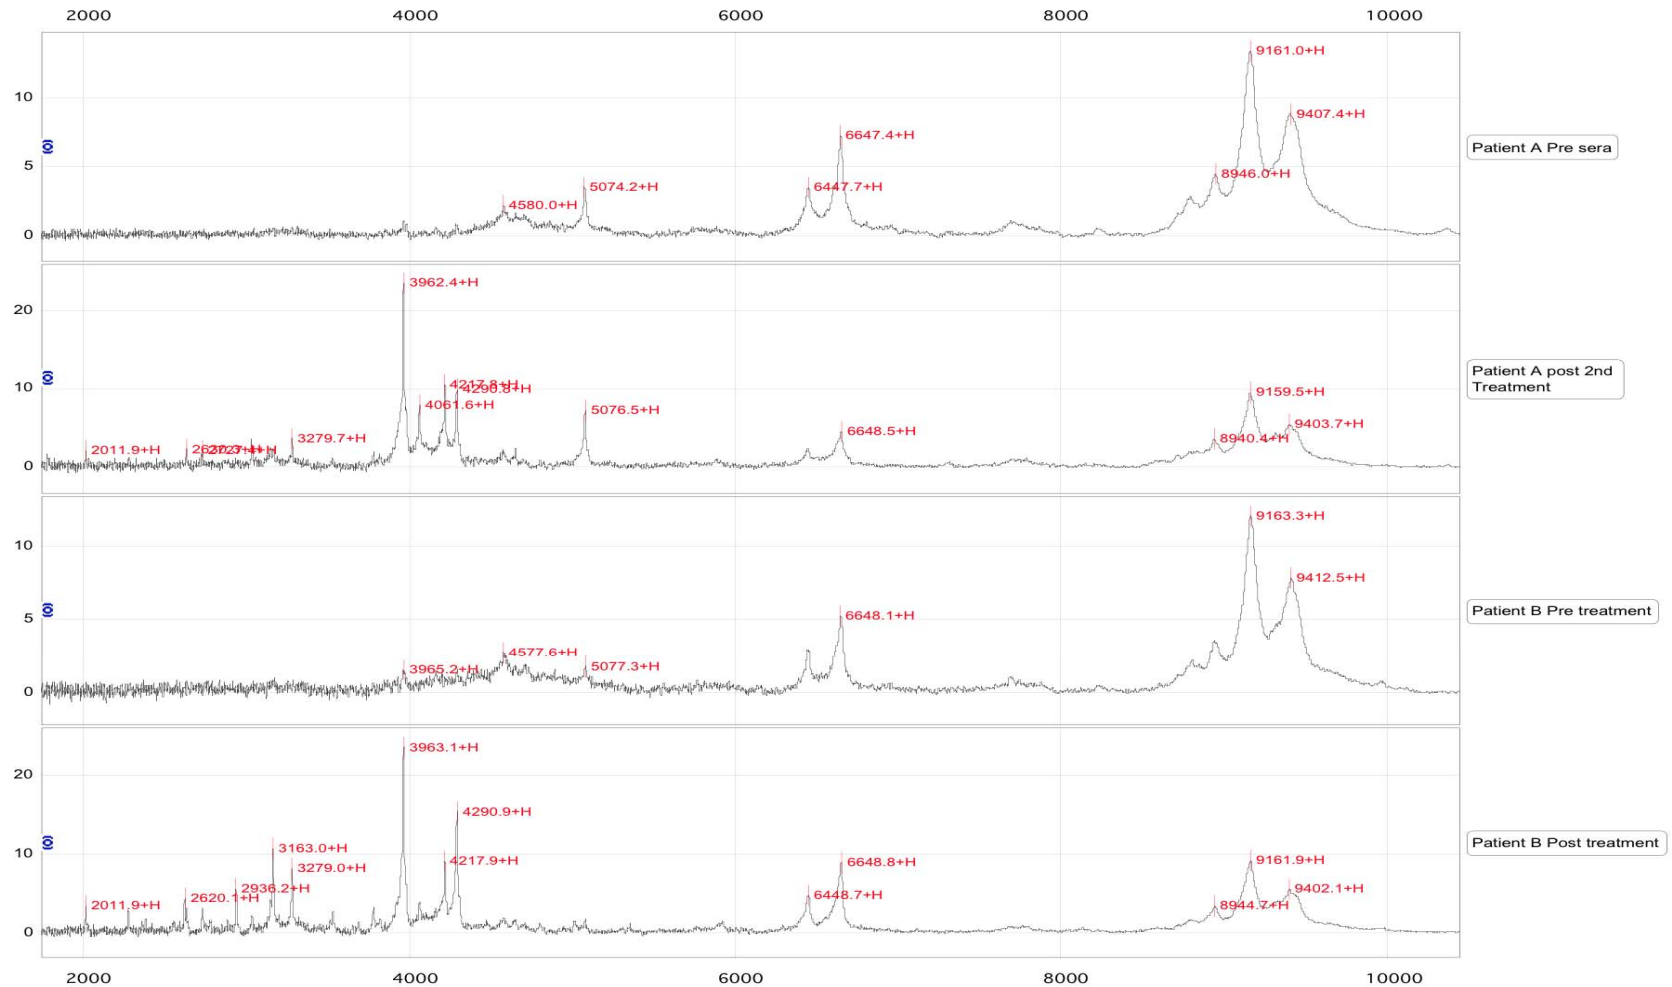 2000 4000 6000 8000 10000
10
5
0
9161.0+H
9407.4+H
6647.4+H
8946.0+H
6447.7+H
5074.2+H
4580.0+H
Patient A Pre sera
20
10
0
3962.4+H
4217.8+H
4290.8+H
4061.6+H
5076.5+H
3279.7+H
2011.9+H
6648.5+H
9159.5+H
9403.7+H
8940.4+H
Patient A post 2nd
Treatment
10
5
0
9163.3+H
9412.5+H
6648.1+H
4577.6+H
3965.2+H
5077.3+H
Patient B Pre treatment
20
10
0
3963.1+H
4290.9+H
3163.0+H
4217.9+H
3279.0+H
2936.2+H
2620.1+H
2011.9+H
6648.8+H
6448.7+H
9161.9+H
9402.1+H
8944.7+H
Patient B Post treatment
2000 4000 6000 8000 10000